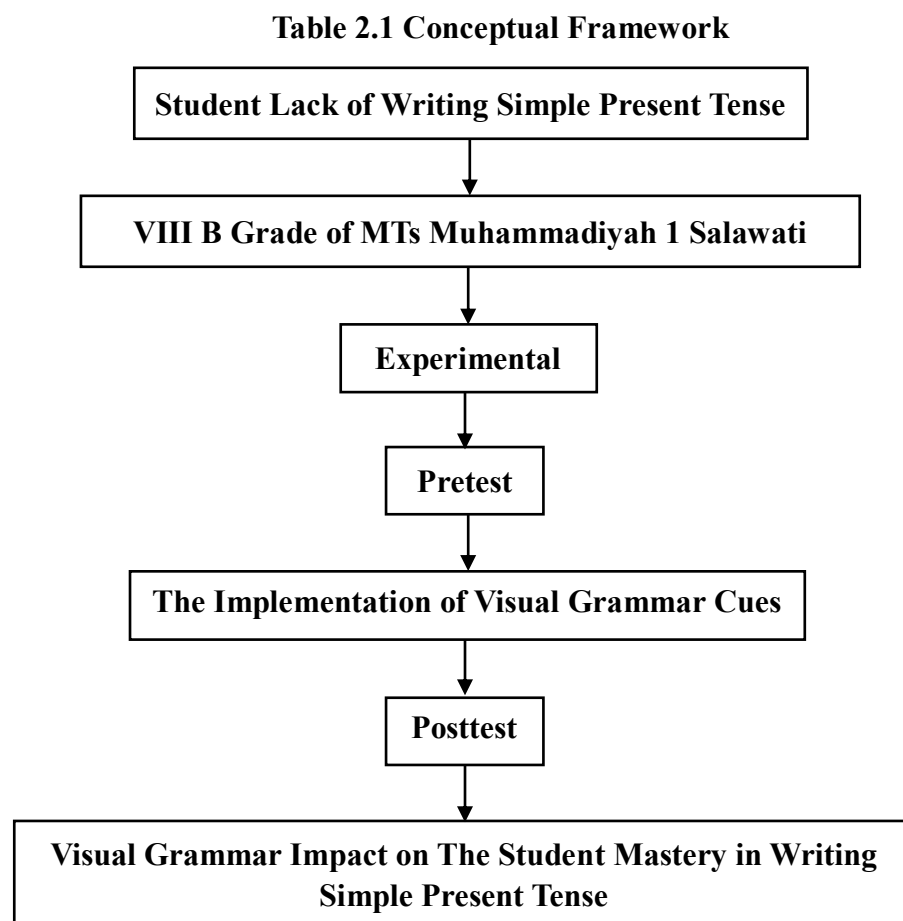 Table 2.1 Conceptual Framework
Student Lack of Writing Simple Present Tense
VIII B Grade of MTs Muhammadiyah 1 Salawati
Experimental
Pretest
The Implementation of Visual Grammar Cues
Posttest
Visual Grammar Impact on The Student Mastery in Writing
Simple Present Tense